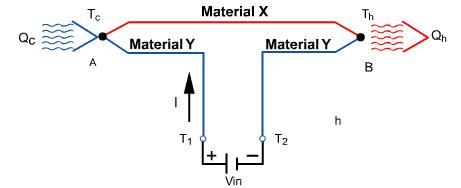 Material X
Tc
Th
Qc
Qh
Material Y
Material Y
A
B
I
h
T1
T2
+
−
Vin